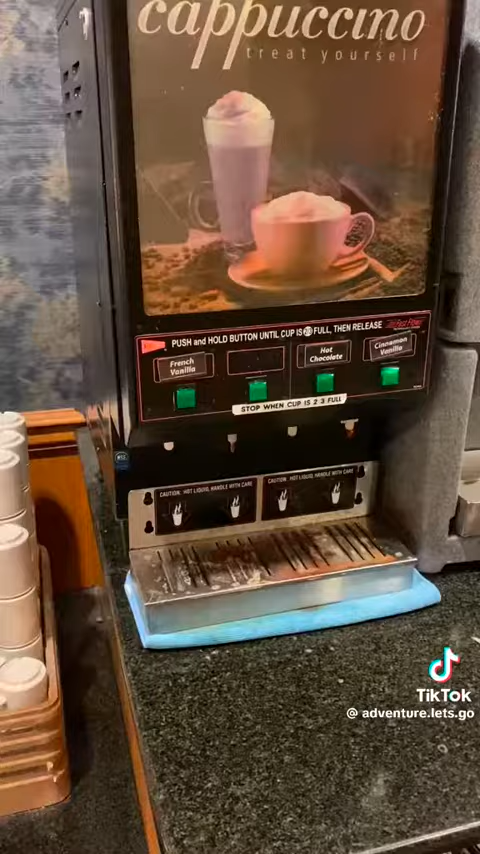 cappuccino
treat yourself
PUSH and HOLD BUTTON UNTIL CUP IS 2/3 FULL, THEN RELEASE
French
Vanilla
Hot
Chocolate
Cinnamon
Vanilla
STOP WHEN CUP IS 2 3 FULL
CAUTION. HOT LIQUID, HANDLE WITH CARE
CAUTION. HOT LIQUID, HANDLE WITH CARE
TikTok
@ adventure.lets.go